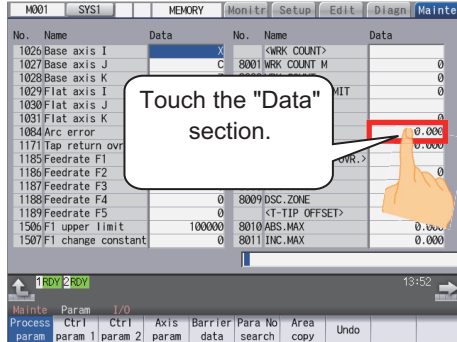 M001 SYS1 MEMORY Monitr Setup Edit Diagn Mainte
No. Name Data No. Name Data
1026 Base axis I X <WRK COUNT>
1027 Base axis J C 8001 WRK COUNT M 0
1028 Base axis K 0
1029 Flat axis I MIT 0
1030 Flat axis J
1031 Flat axis K 0
1084 Arc error 0.000
1171 Tap return ovr 0.000
1185 Feedrate F1 OVR.>
1186 Feedrate F2 0
1187 Feedrate F3
1188 Feedrate F4 0 8009 DSC.ZONE
1189 Feedrate F5 0 <T-TIP OFFSET>
1506 F1 upper limit 100000 8010 ABS.MAX 0.000
1507 F1 change constant 0 8011 INC.MAX 0.000
Touch the "Data"
section.
1RDY 2RDY 13:52
Mainte Param I/O
Process param Ctrl param 1 Ctrl param 2 Axis param Barrier data Para No search Area copy Undo